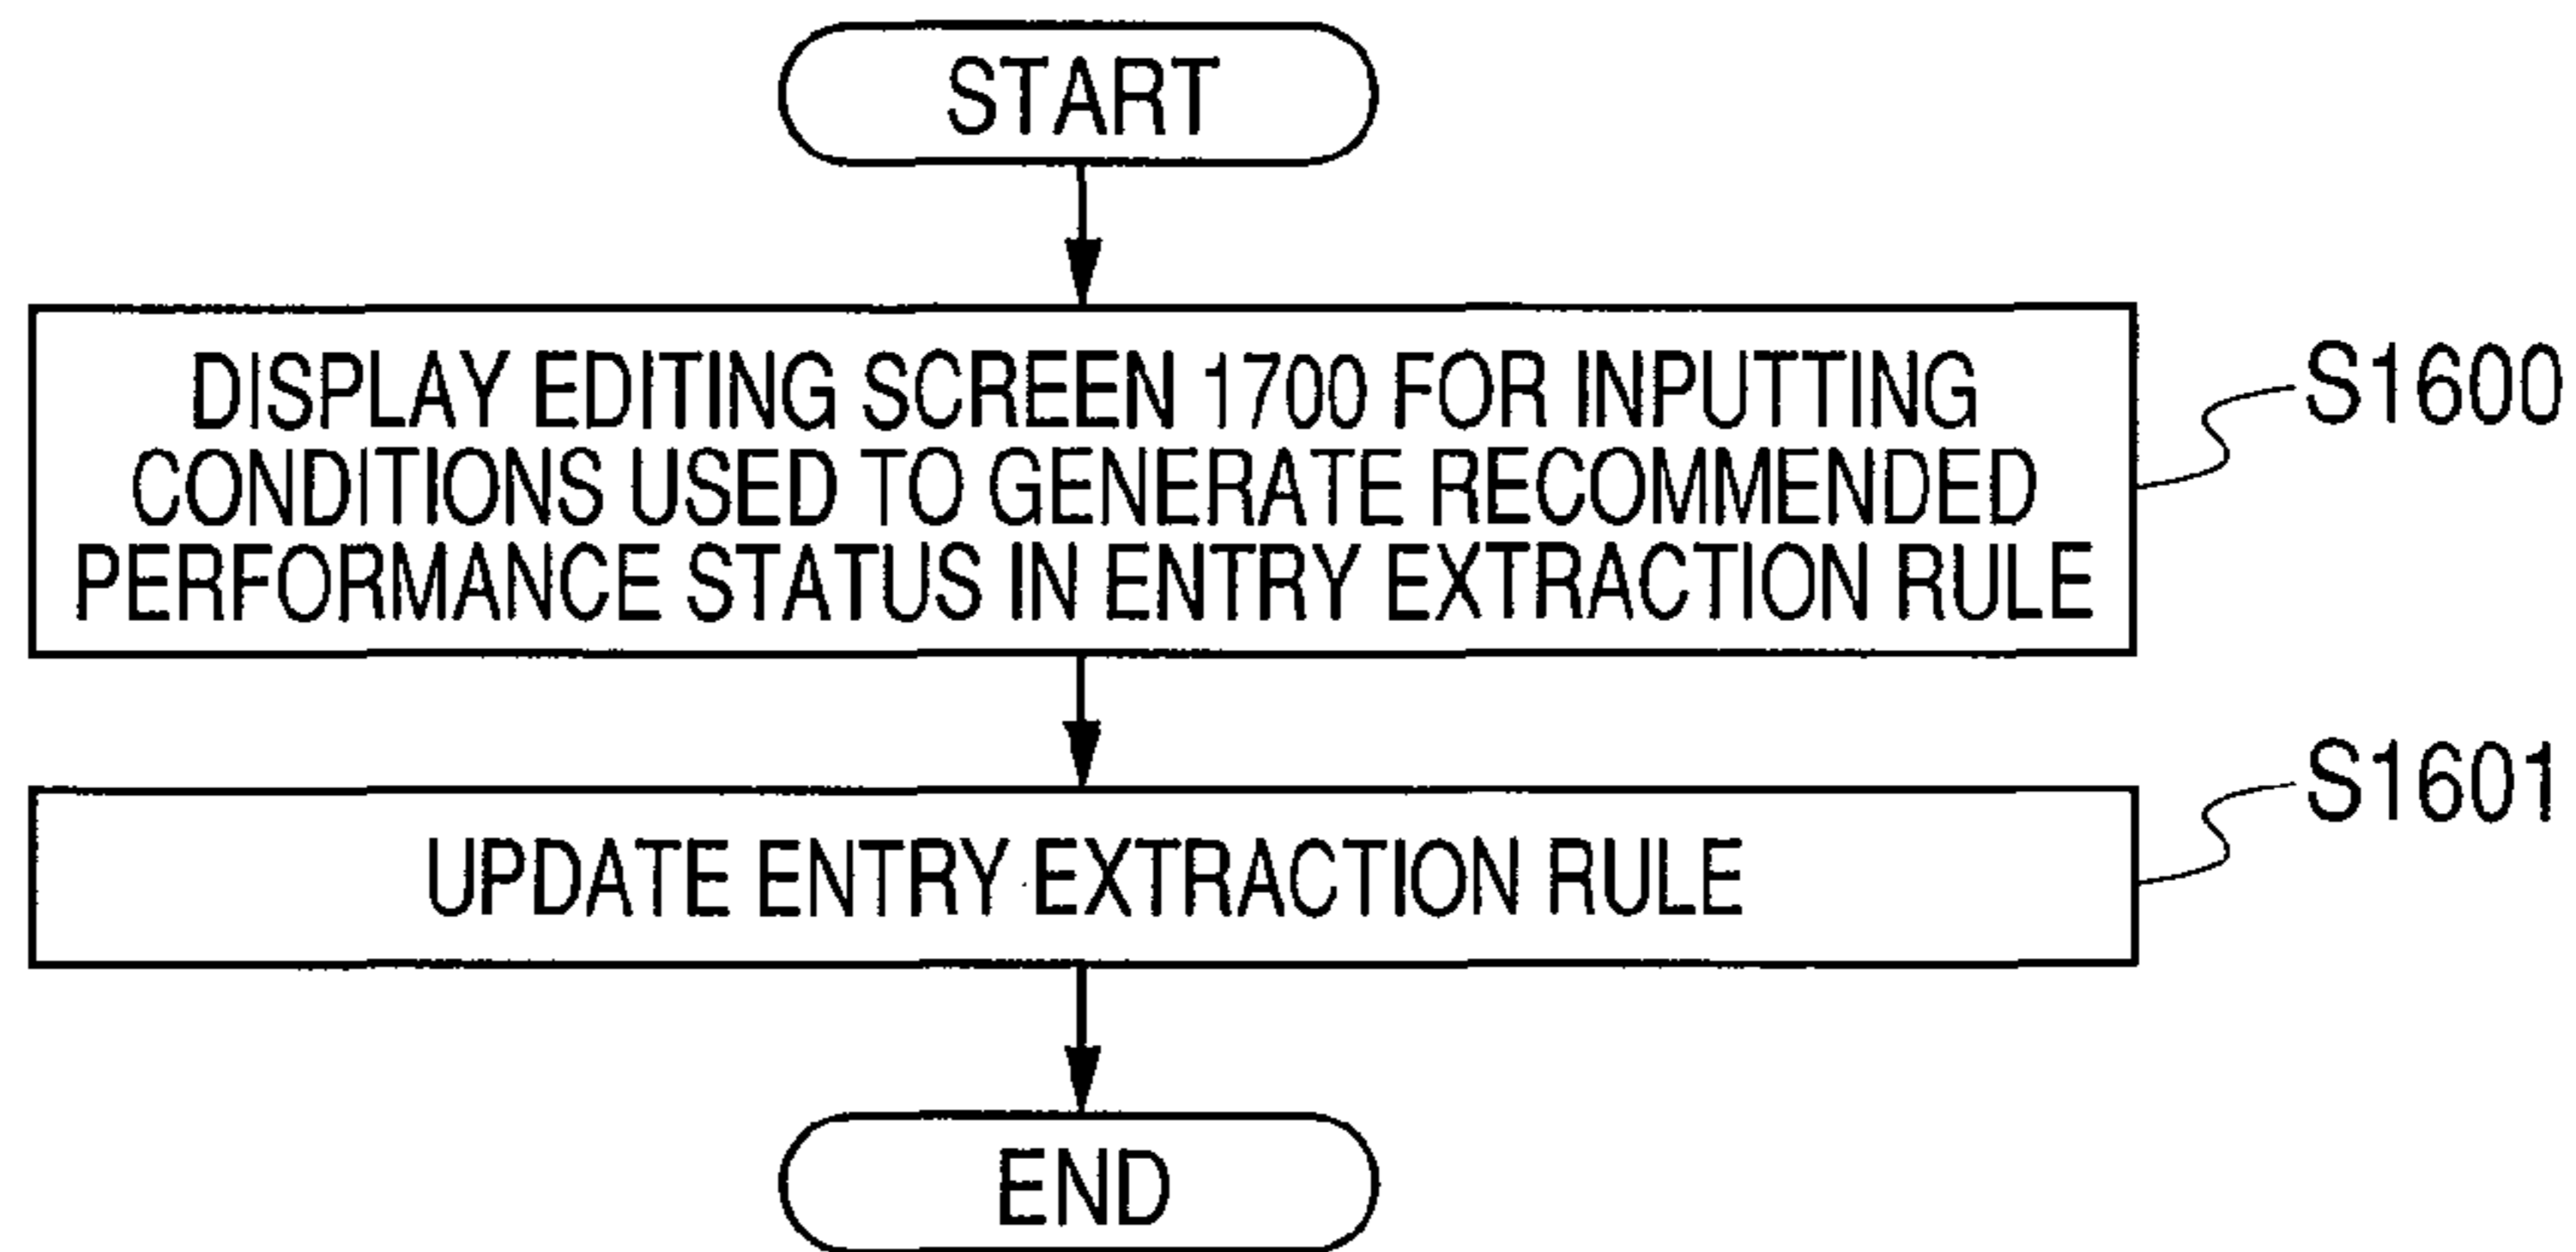 START
DISPLAY EDITING SCREEN 1700 FOR INPUTTING
CONDITIONS USED TO GENERATE RECOMMENDED
PERFORMANCE STATUS IN ENTRY EXTRACTION RULE
S1600
UPDATE ENTRY EXTRACTION RULE
S1601
END